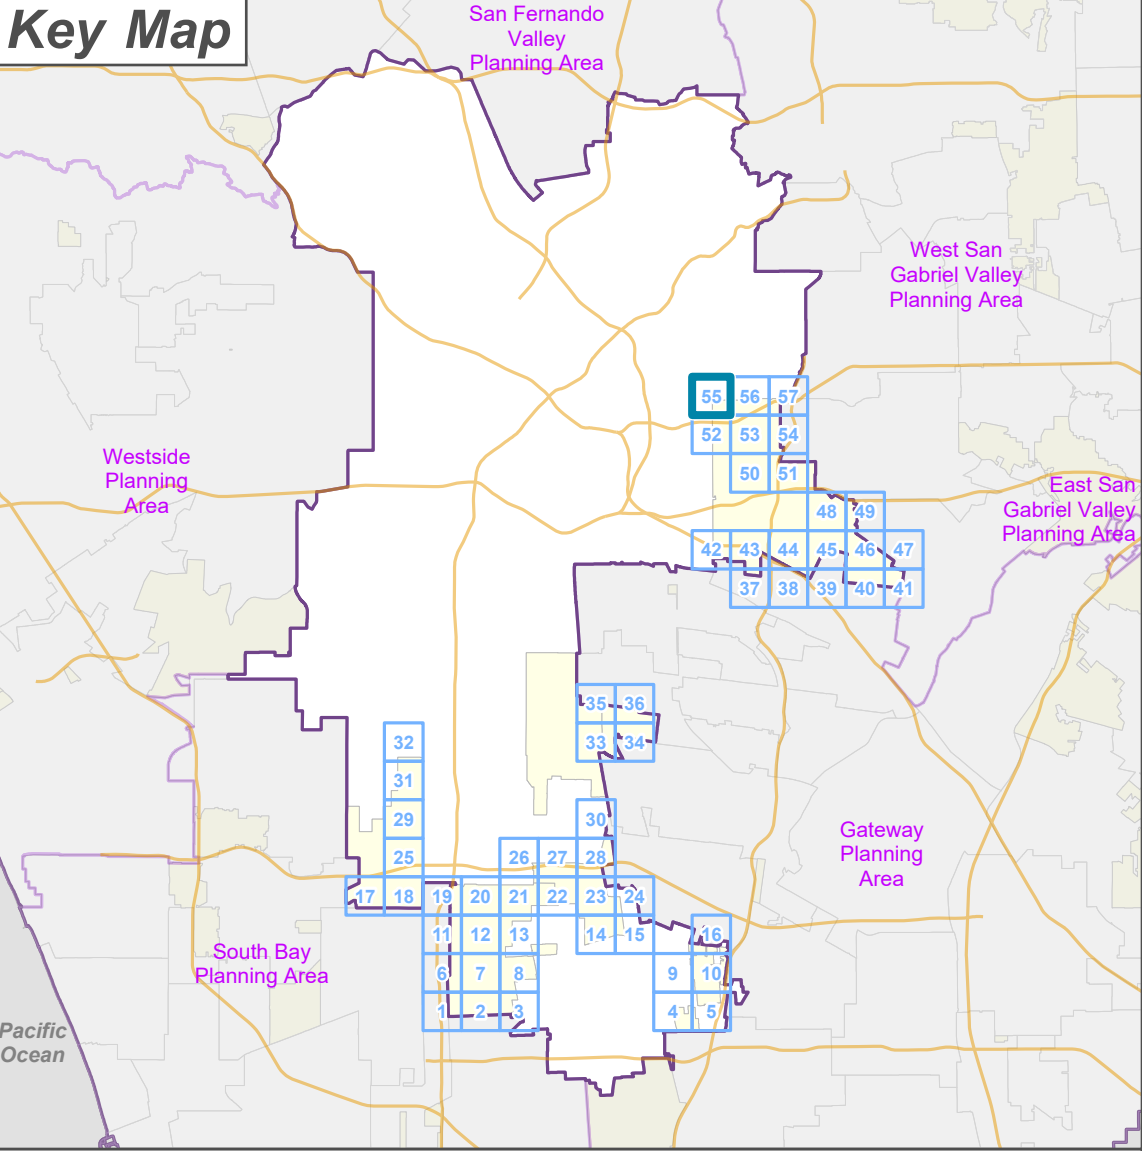 Key Map
San Fernando
Valley
Planning Area
West San
Gabriel Valley
Planning Area
55 56 57
52 53 54
Westside
Planning
Area
50 51
East San
Gabriel Valley
Planning Area
48 49
42 43 44 45 46 47
37 38 39 40 41
35 36
32 33 34
31
29 30
Gateway
Planning
Area
25 26 27 28
17 18 19 20 21 22 23 24
11 12 13 14 15 16
South Bay
Planning Area
6 7 8 9 10
1 2 3 4 5
Pacific
Ocean